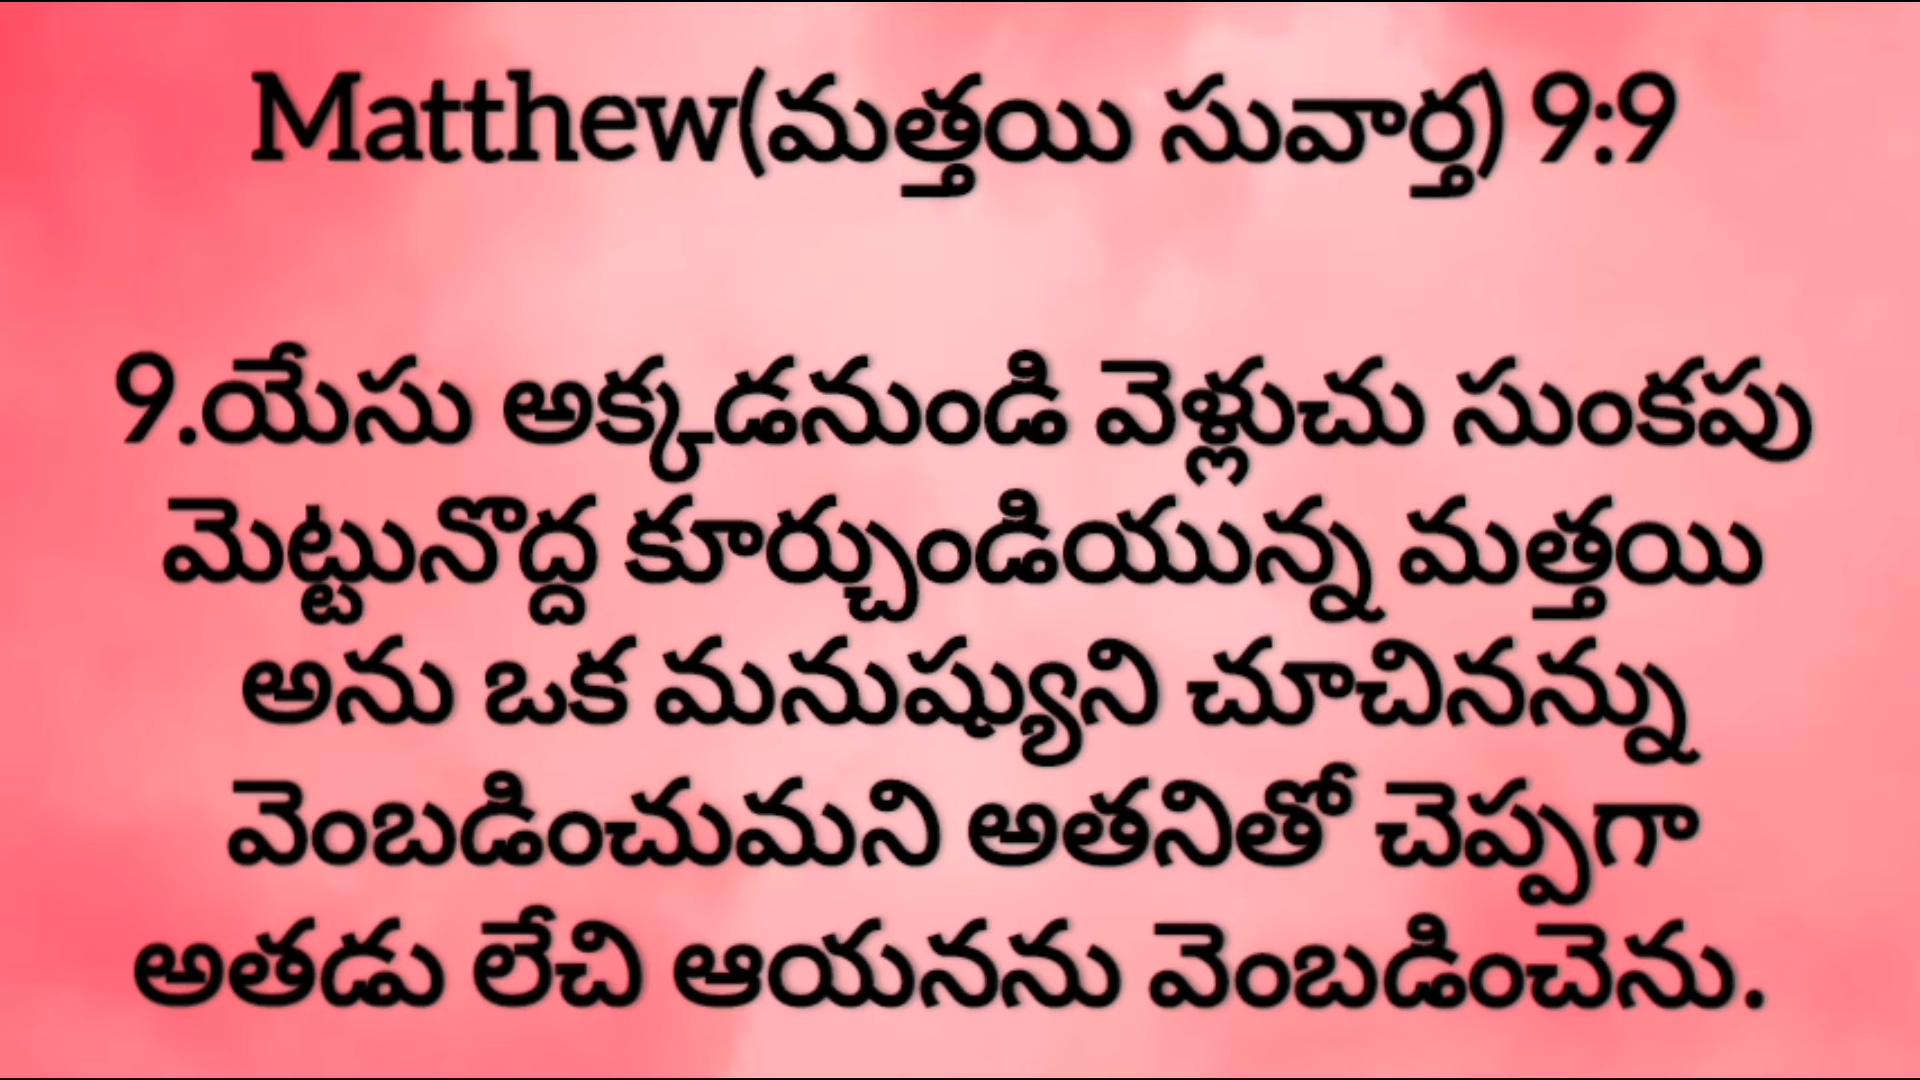 Matthew(మత్తయి సువార్త) 9:9
9.యేసు అక్కడనుండి వెళ్లుచు సుంకపు
మెట్టునొద్ద కూర్చుండియున్న మత్తయి
అను ఒక మనుష్యుని చూచినన్ను
వెంబడించుమని అతనితో చెప్పగా
అతడు లేచి ఆయనను వెంబడించెను.